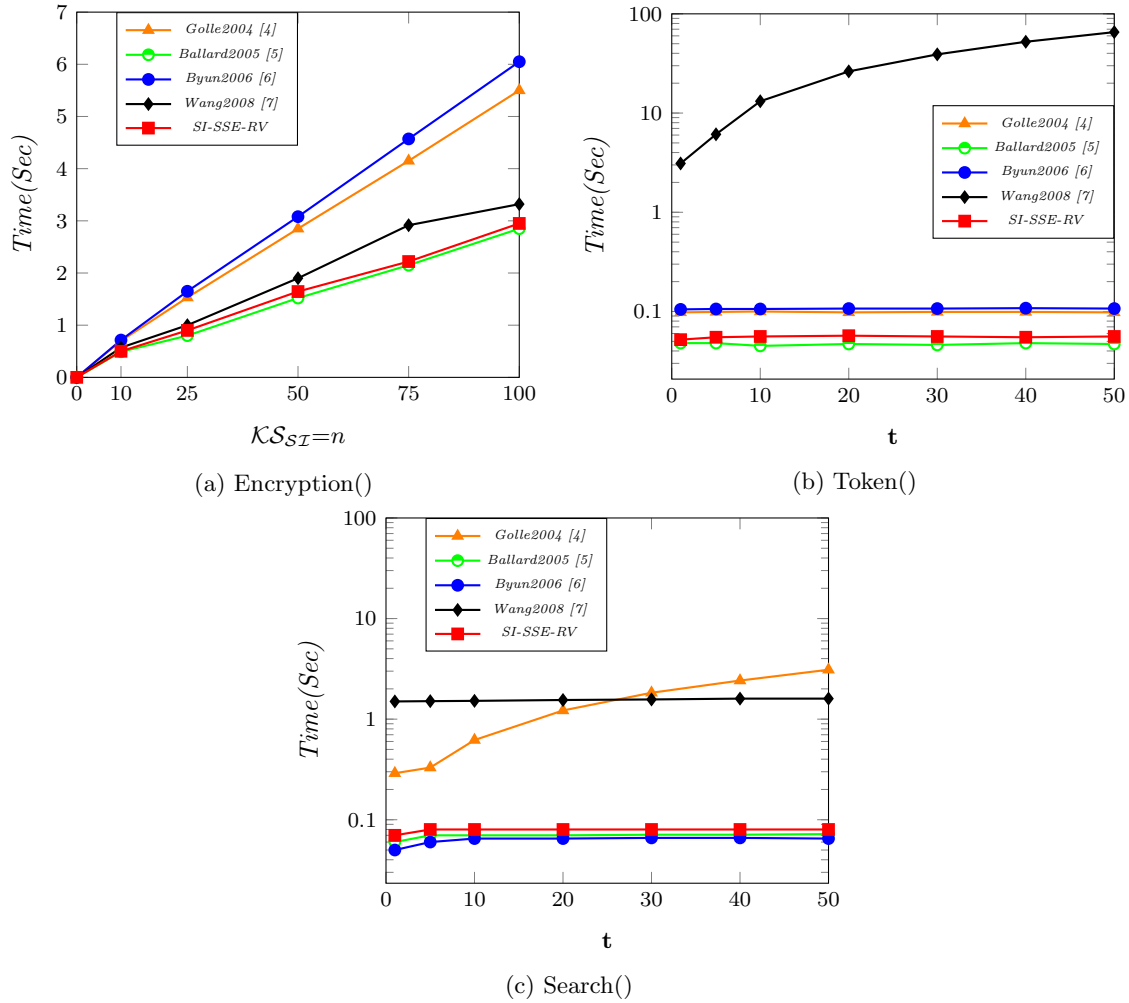 7
6
5
4
3
2
1
0
Time(Sec)
Golle2004 [4]
Ballard2005 [5]
Byun2006 [6]
Wang2008 [7]
SI-SSE-RV
0 10 25 50 75 100
𝒦𝒮_𝒮ℐ=n
(a) Encryption()
100
10
1
0.1
Time(Sec)
Golle2004 [4]
Ballard2005 [5]
Byun2006 [6]
Wang2008 [7]
SI-SSE-RV
0 10 20 30 40 50
t
(b) Token()
100
10
1
0.1
Time(Sec)
Golle2004 [4]
Ballard2005 [5]
Byun2006 [6]
Wang2008 [7]
SI-SSE-RV
0 10 20 30 40 50
t
(c) Search()